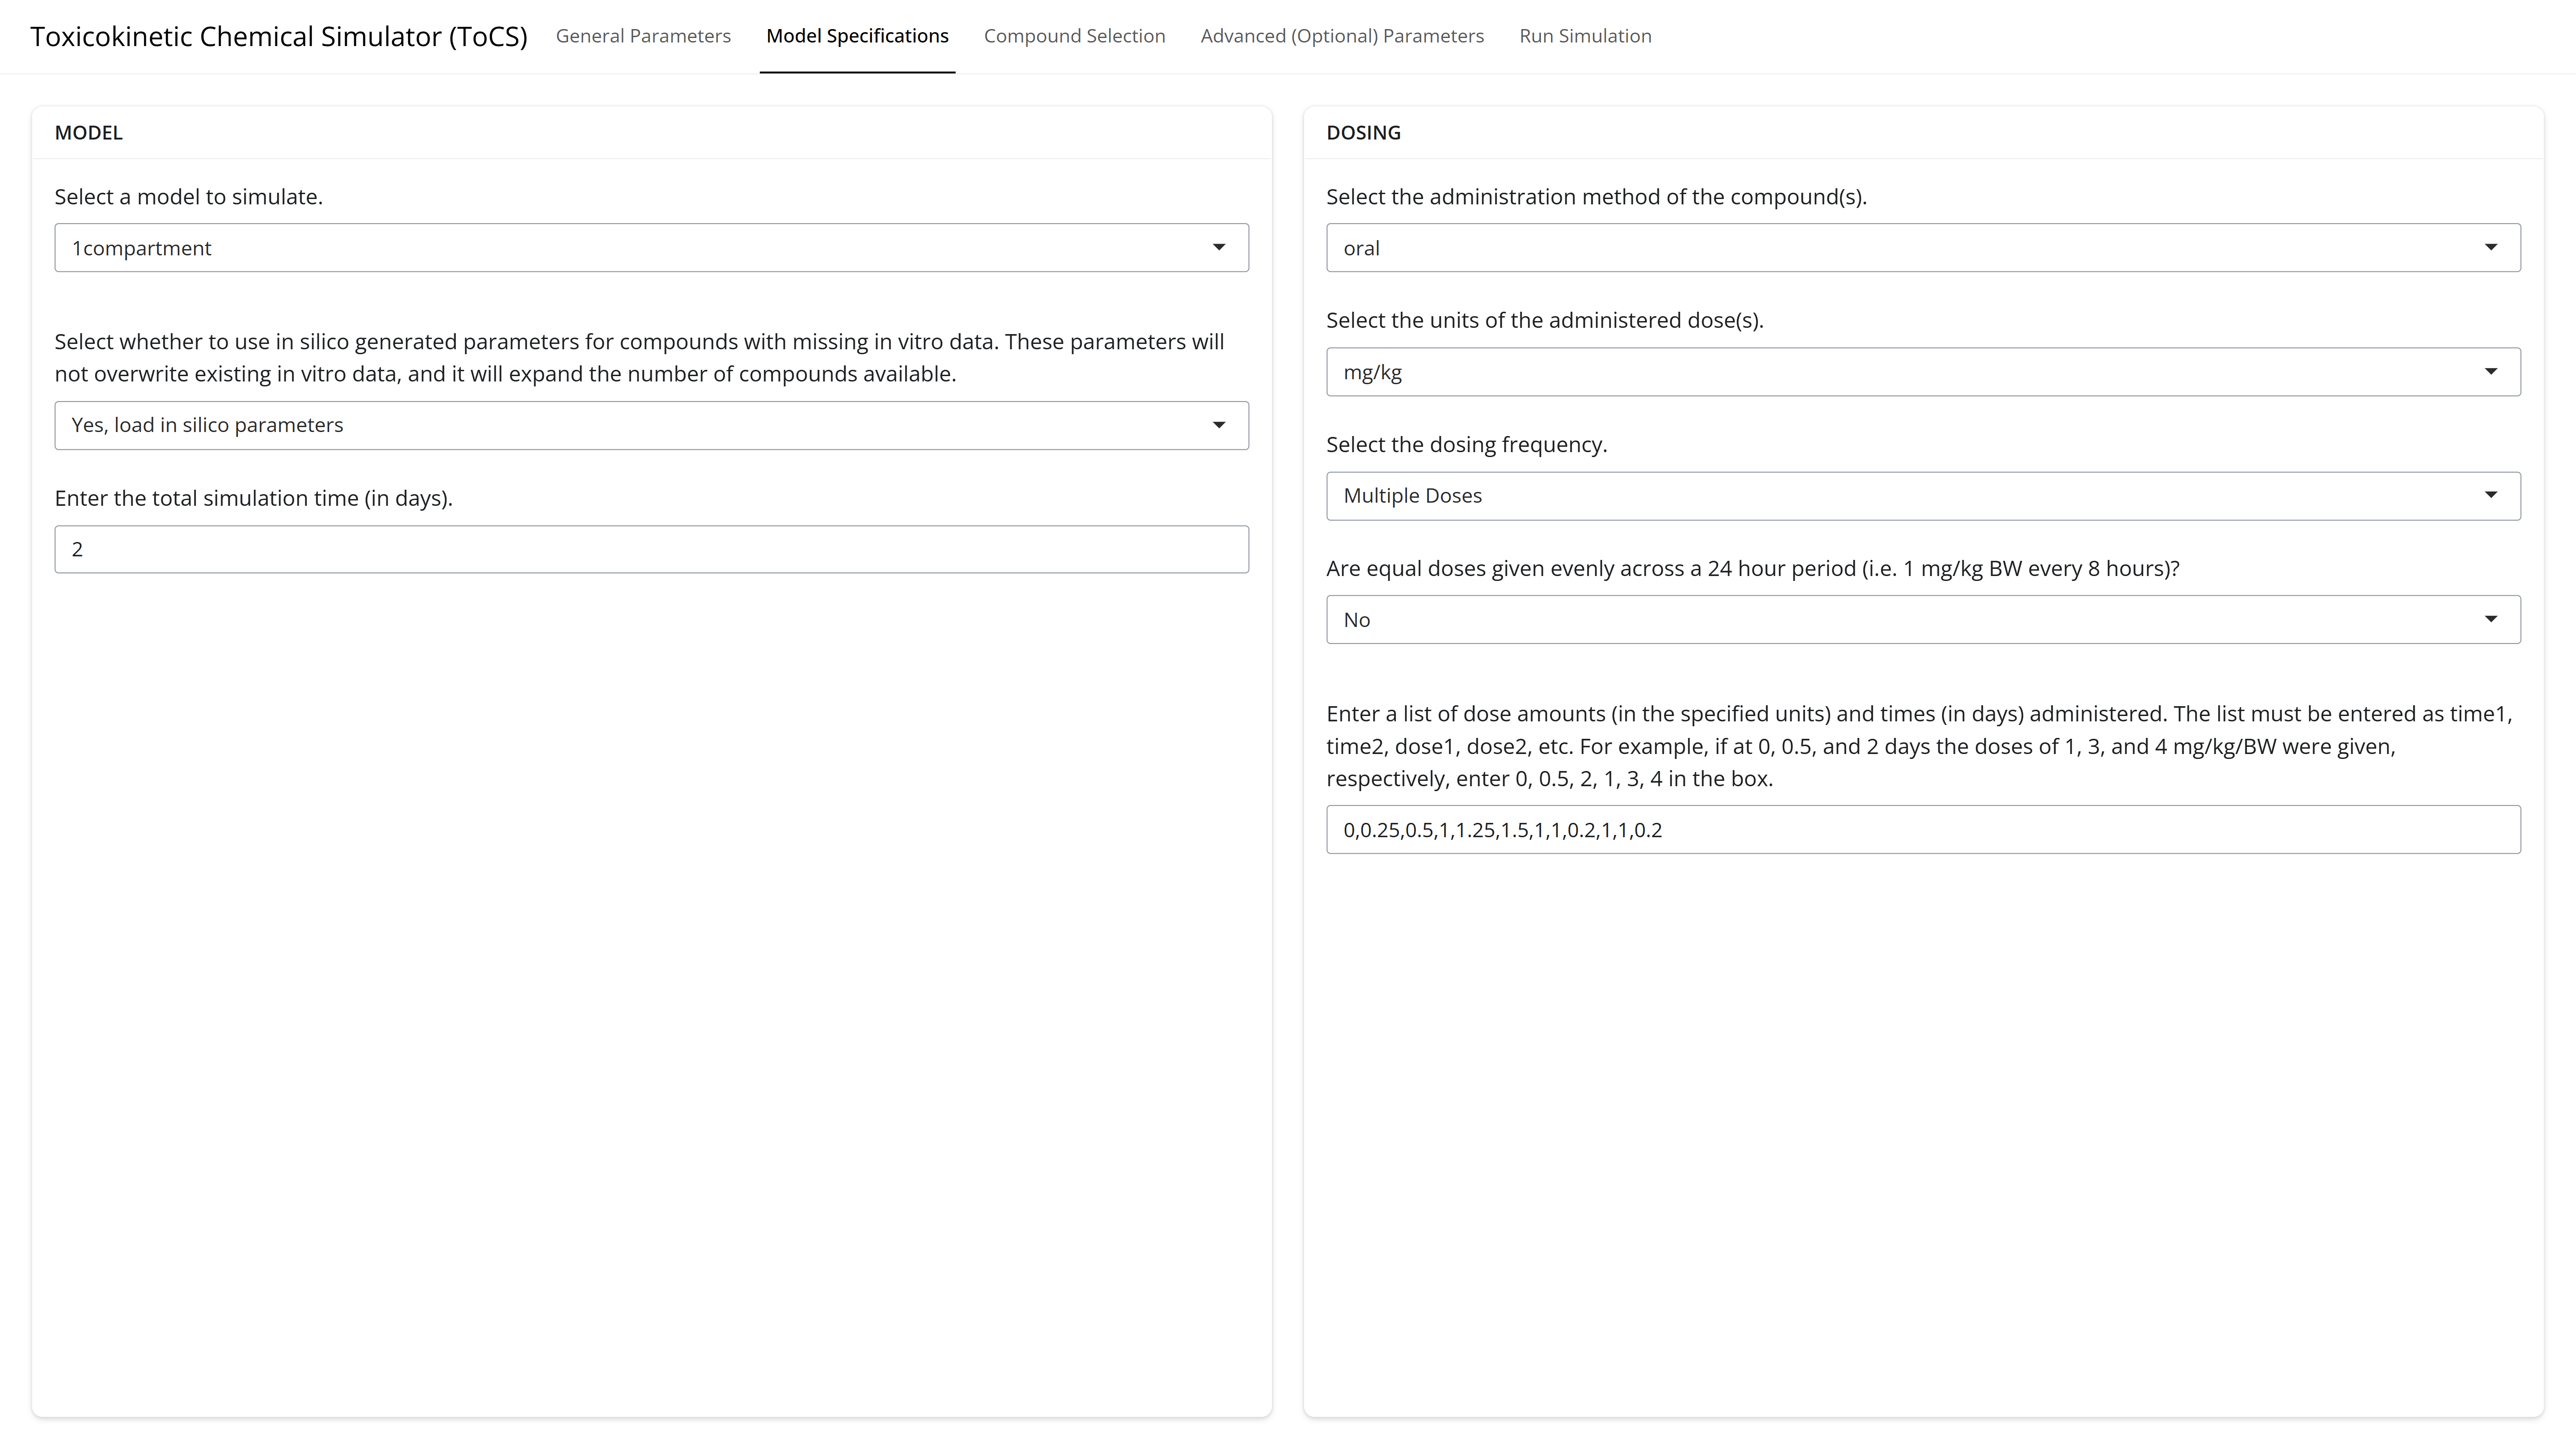 Toxicokinetic Chemical Simulator (ToCS)
General Parameters
Model Specifications
Compound Selection
Advanced (Optional) Parameters
Run Simulation
MODEL
Select a model to simulate.
1compartment
Select whether to use in silico generated parameters for compounds with missing in vitro data. These parameters will
not overwrite existing in vitro data, and it will expand the number of compounds available.
Yes, load in silico parameters
Enter the total simulation time (in days).
2
DOSING
Select the administration method of the compound(s).
oral
Select the units of the administered dose(s).
mg/kg
Select the dosing frequency.
Multiple Doses
Are equal doses given evenly across a 24 hour period (i.e. 1 mg/kg BW every 8 hours)?
No
Enter a list of dose amounts (in the specified units) and times (in days) administered. The list must be entered as time1,
time2, dose1, dose2, etc. For example, if at 0, 0.5, and 2 days the doses of 1, 3, and 4 mg/kg/BW were given,
respectively, enter 0, 0.5, 2, 1, 3, 4 in the box.
0,0.25,0.5,1,1.25,1.5,1,1,0.2,1,1,0.2